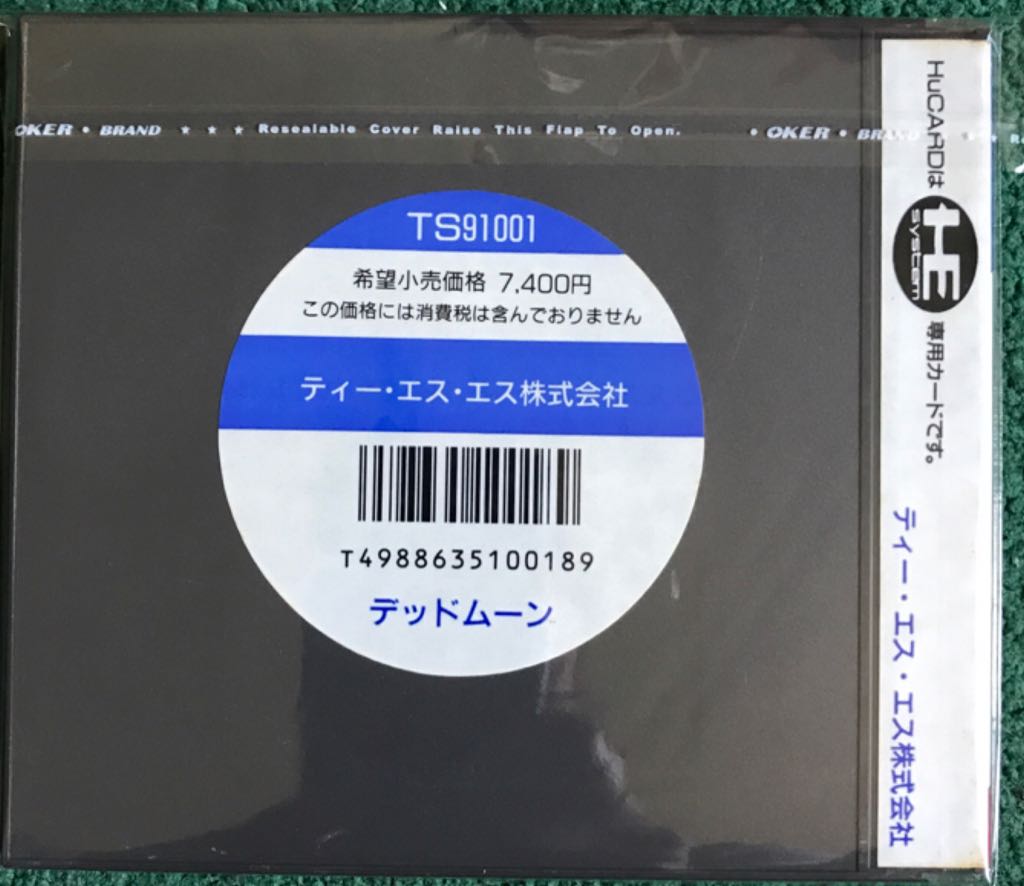 OKER • BRAND ★ ★ ★ Resealable Cover Raise This Flap To Open. • OKER • BRAND
TS91001
希望小売価格 7,400円
この価格には消費税は含んでおりません
ティー・エス・エス株式会社
T4988635100189
デッドムーン
HuCARDは HE system 専用カードです。
ティー・エス・エス株式会社